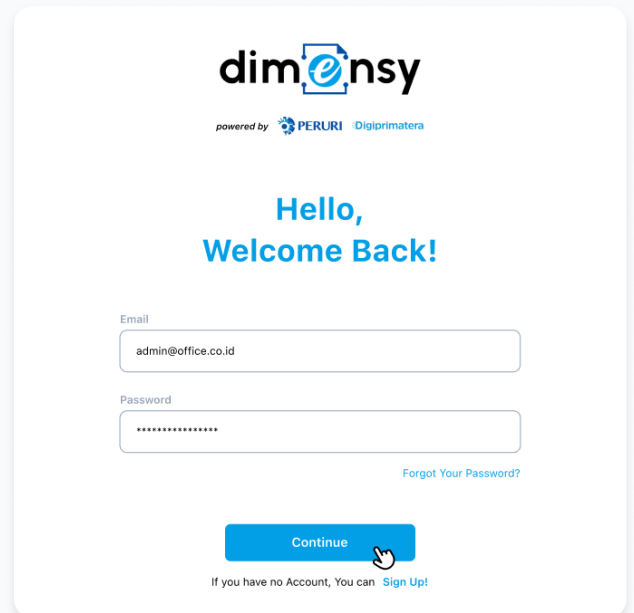 dimensy
powered by PERURI Digiprimatera
Hello,
Welcome Back!
Email
admin@office.co.id
Password
****************
Forgot Your Password?
Continue
If you have no Account, You can Sign Up!